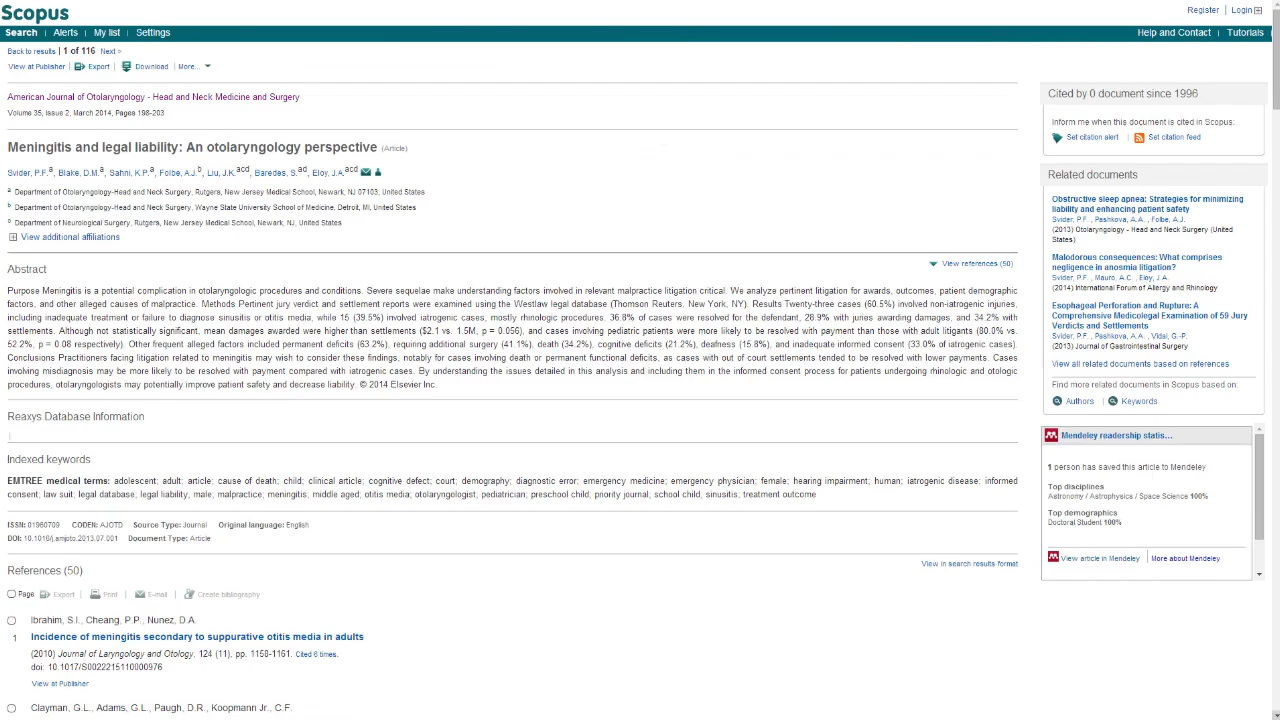 Scopus
Register | Login
Search | Alerts | My list | Settings
Help and Contact | Tutorials
Back to results | 1 of 116 Next >
View at Publisher | Export | Download | More...
American Journal of Otolaryngology - Head and Neck Medicine and Surgery
Volume 35, Issue 2, March 2014, Pages 198-203
Meningitis and legal liability: An otolaryngology perspective (Article)
Svider, P.F.a, Blake, D.M.a, Sahni, K.P.a, Folbe, A.J.b, Liu, J.K.acd, Baredes, S.ad, Eloy, J.A.acd
a Department of Otolaryngology-Head and Neck Surgery, Rutgers, New Jersey Medical School, Newark, NJ 07103, United States
b Department of Otolaryngology-Head and Neck Surgery, Wayne State University School of Medicine, Detroit, MI, United States
c Department of Neurological Surgery, Rutgers, New Jersey Medical School, Newark, NJ, United States
View additional affiliations
Abstract
View references (50)
Purpose Meningitis is a potential complication in otolaryngologic procedures and conditions. Severe sequelae make understanding factors involved in relevant malpractice litigation critical. We analyze pertinent litigation for awards, outcomes, patient demographic
factors, and other alleged causes of malpractice. Methods Pertinent jury verdict and settlement reports were examined using the Westlaw legal database (Thomson Reuters, New York, NY). Results Twenty-three cases (60.5%) involved non-iatrogenic injuries,
including inadequate treatment or failure to diagnose sinusitis or otitis media, while 15 (39.5%) involved iatrogenic cases, mostly rhinologic procedures. 36.8% of cases were resolved for the defendant, 28.9% with juries awarding damages, and 34.2% with
settlements. Although not statistically significant, mean damages awarded were higher than settlements ($2.1 vs. 1.5M, p = 0.056), and cases involving pediatric patients were more likely to be resolved with payment than those with adult litigants (80.0% vs.
52.2%, p = 0.08 respectively). Other frequent alleged factors included permanent deficits (63.2%), requiring additional surgery (41.1%), death (34.2%), cognitive deficits (21.2%), deafness (15.8%), and inadequate informed consent (33.0% of iatrogenic cases).
Conclusions Practitioners facing litigation related to meningitis may wish to consider these findings, notably for cases involving death or permanent functional deficits, as cases with out of court settlements tended to be resolved with lower payments. Cases
involving misdiagnosis may be more likely to be resolved with payment compared with iatrogenic cases. By understanding the issues detailed in this analysis and including them in the informed consent process for patients undergoing rhinologic and otologic
procedures, otolaryngologists may potentially improve patient safety and decrease liability. © 2014 Elsevier Inc.
Reaxys Database Information
|
Indexed keywords
EMTREE medical terms: adolescent; adult; article; cause of death; child; clinical article; cognitive defect; court; demography; diagnostic error; emergency medicine; emergency physician; female; hearing impairment; human; iatrogenic disease; informed
consent; law suit; legal database; legal liability; male; malpractice; meningitis; middle aged; otitis media; otolaryngologist; pediatrician; preschool child; priority journal; school child; sinusitis; treatment outcome
ISSN: 01960709 CODEN: AJOTD Source Type: Journal Original language: English
DOI: 10.1016/j.amjoto.2013.07.001 Document Type: Article
References (50)
View in search results format
Page Export | Print | E-mail | Create bibliography
Ibrahim, S.I., Cheang, P.P., Nunez, D.A.
1 Incidence of meningitis secondary to suppurative otitis media in adults
(2010) Journal of Laryngology and Otology, 124 (11), pp. 1158-1161. Cited 6 times.
doi: 10.1017/S0022215110000976
View at Publisher
Clayman, G.L., Adams, G.L., Paugh, D.R., Koopmann Jr., C.F.
Cited by 0 document since 1996
Inform me when this document is cited in Scopus:
Set citation alert | Set citation feed
Related documents
Obstructive sleep apnea: Strategies for minimizing
liability and enhancing patient safety
Svider, P.F. , Pashkova, A.A. , Folbe, A.J.
(2013) Otolaryngology - Head and Neck Surgery (United
States)
Malodorous consequences: What comprises
negligence in anosmia litigation?
Svider, P.F. , Mauro, A.C. , Eloy, J.A.
(2014) International Forum of Allergy and Rhinology
Esophageal Perforation and Rupture: A
Comprehensive Medicolegal Examination of 59 Jury
Verdicts and Settlements
Svider, P.F. , Pashkova, A.A. , Vidal, G.-P.
(2013) Journal of Gastrointestinal Surgery
View all related documents based on references
Find more related documents in Scopus based on:
Authors | Keywords
Mendeley readership statis...
1 person has saved this article to Mendeley
Top disciplines
Astronomy / Astrophysics / Space Science 100%
Top demographics
Doctoral Student 100%
View article in Mendeley | More about Mendeley